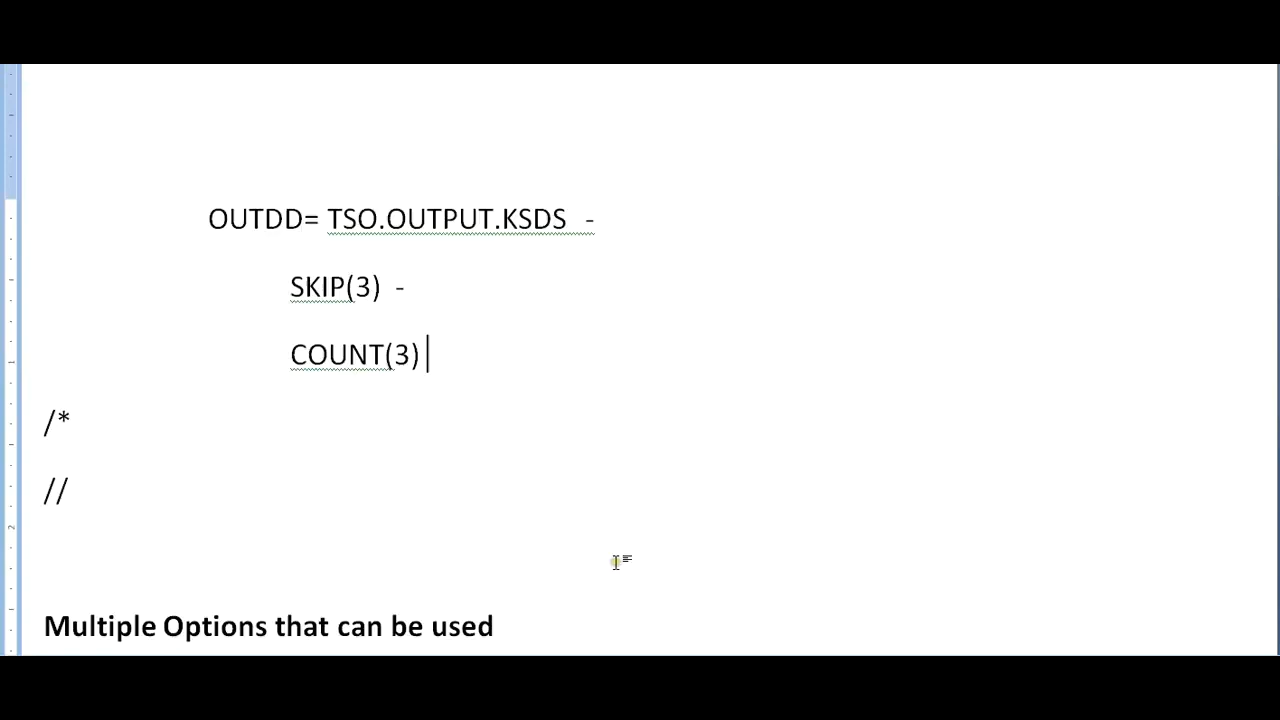 OUTDD= TSO.OUTPUT.KSDS -
SKIP(3) -
COUNT(3)
/*
//
Multiple Options that can be used